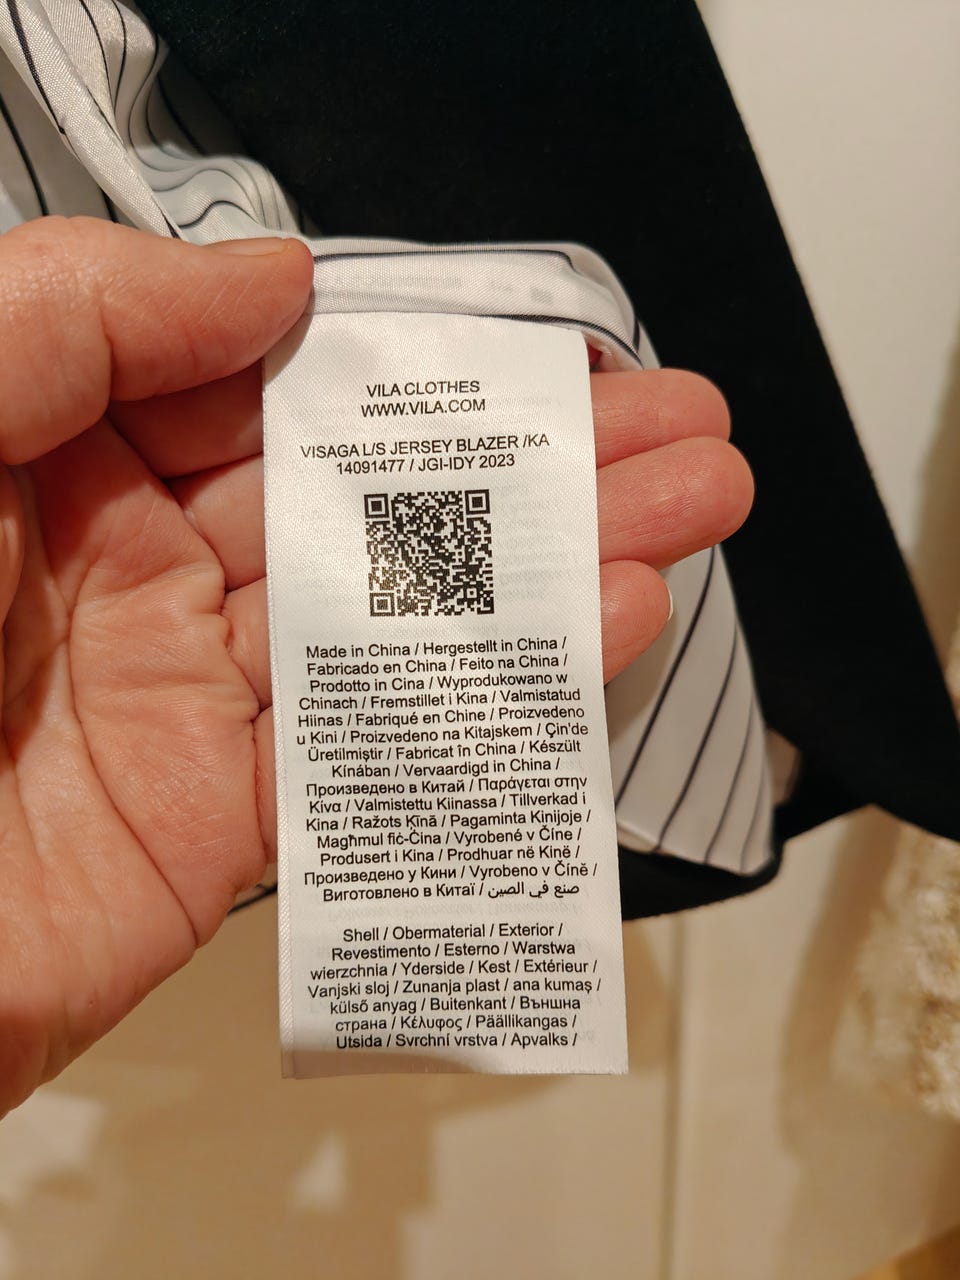 VILA CLOTHES
WWW.VILA.COM
VISAGA L/S JERSEY BLAZER /KA
14091477 / JGI-IDY 2023
Made in China / Hergestellt in China /
Fabricado en China / Feito na China /
Prodotto in Cina / Wyprodukowano w
Chinach / Fremstillet i Kina / Valmistatud
Hiinas / Fabriqué en Chine / Proizvedeno
u Kini / Proizvedeno na Kitajskem / Çin'de
Üretilmiştir / Fabricat în China / Készült
Kínában / Vervaardigd in China /
Произведено в Китай / Παράγεται στην
Κίνα / Valmistettu Kiinassa / Tillverkad i
Kina / Ražots Ķīnā / Pagaminta Kinijoje /
Magħmul fiċ-Ċina / Vyrobené v Číne /
Produsert i Kina / Prodhuar në Kinë /
Произведено у Кини / Vyrobeno v Číně /
Виготовлено в Китаї / صنع في الصين
Shell / Obermaterial / Exterior /
Revestimento / Esterno / Warstwa
wierzchnia / Yderside / Kest / Extérieur /
Vanjski sloj / Zunanja plast / ana kumaş /
külső anyag / Buitenkant / Външна
страна / Κέλυφος / Päällikangas /
Utsida / Svrchní vrstva / Apvalks /